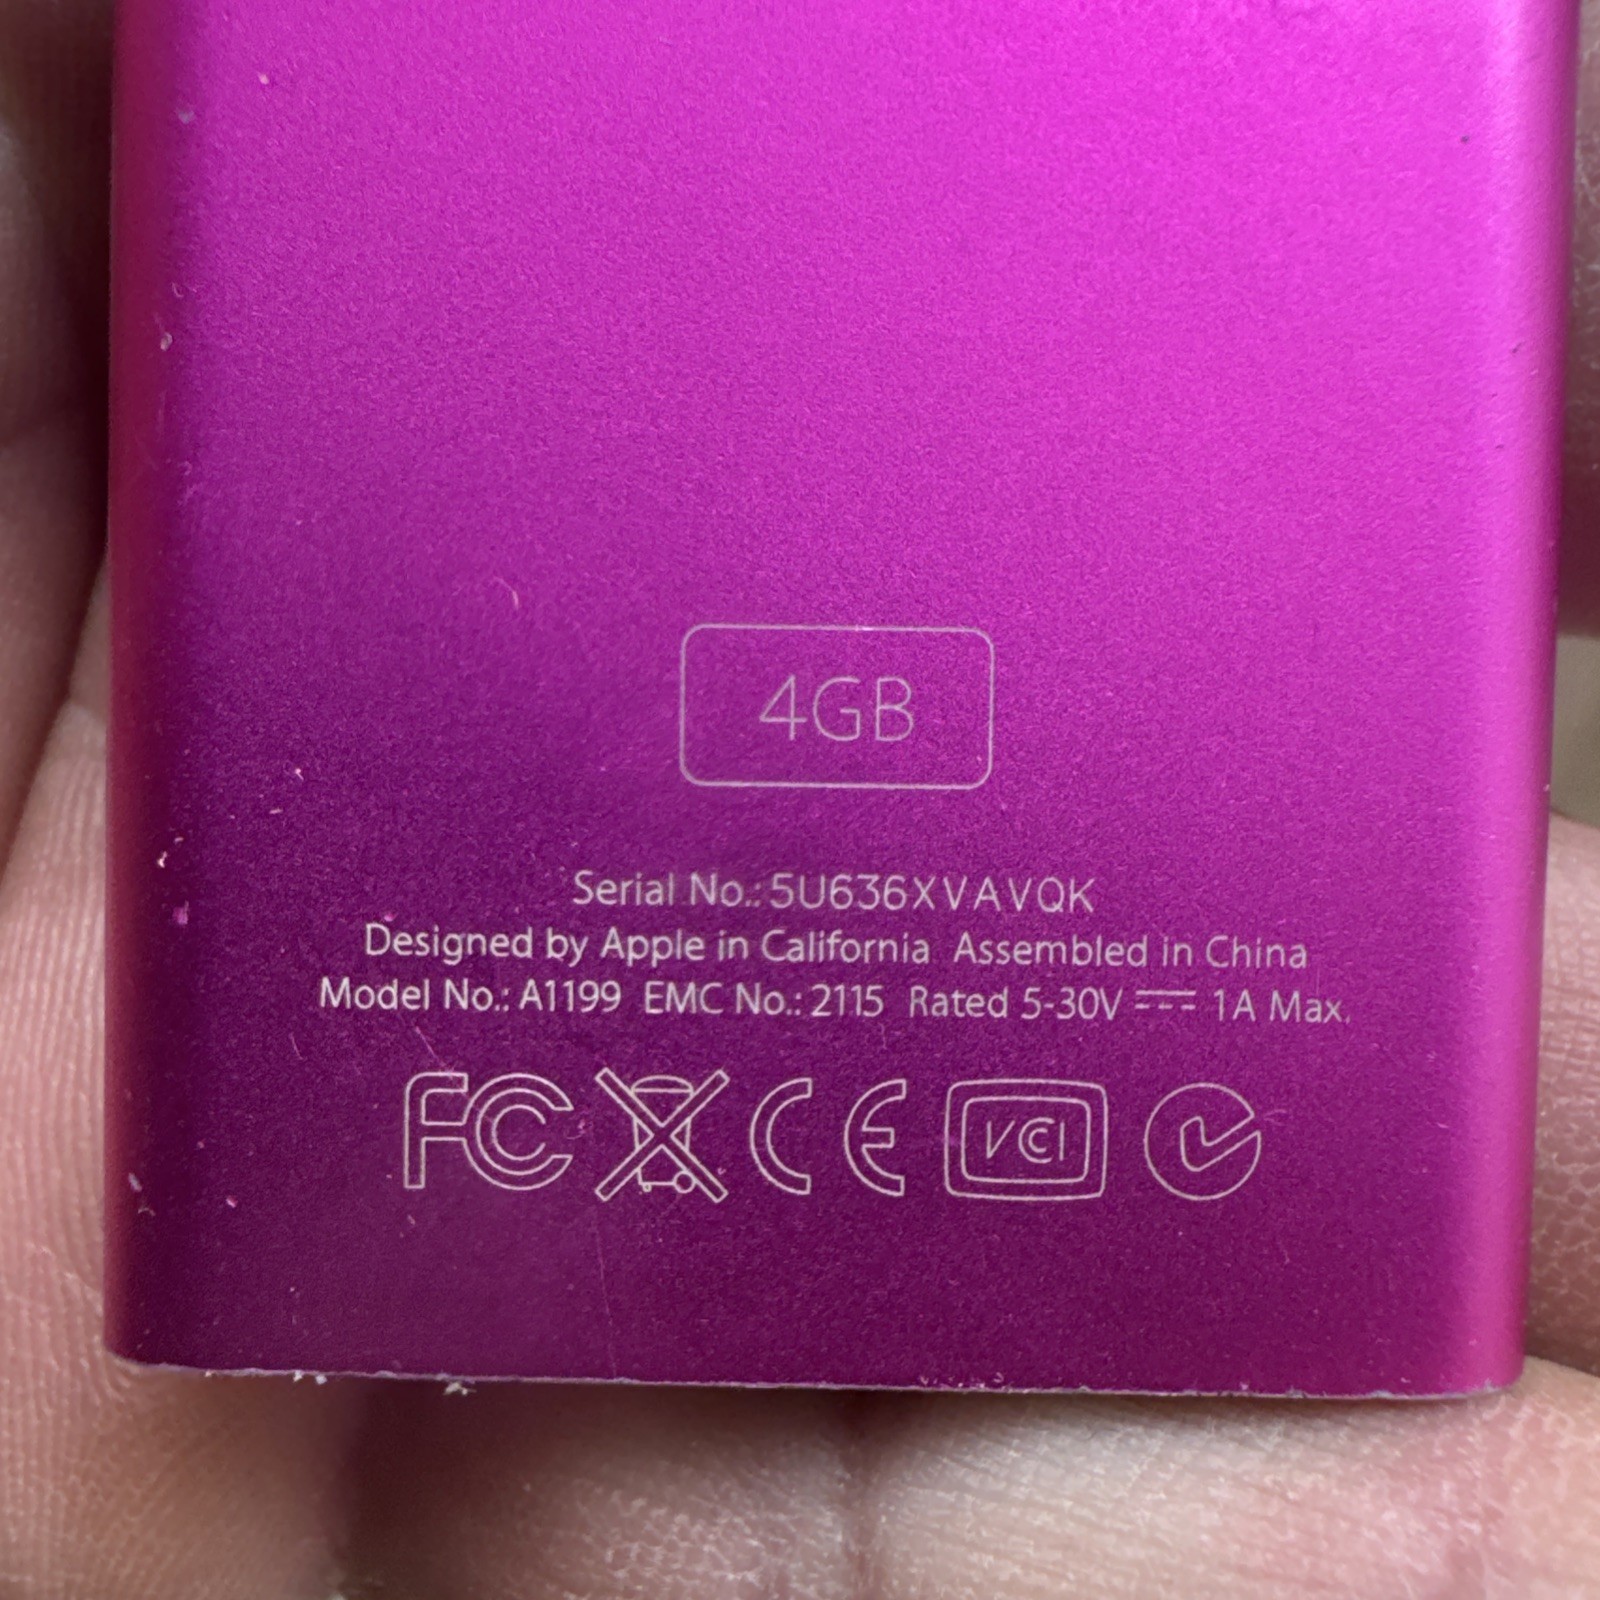 4GB
Serial No.: 5U636XVAVQK
Designed by Apple in California Assembled in China
Model No.: A1199 EMC No.: 2115 Rated 5-30V ⎓ 1A Max.
FC CE VCCI